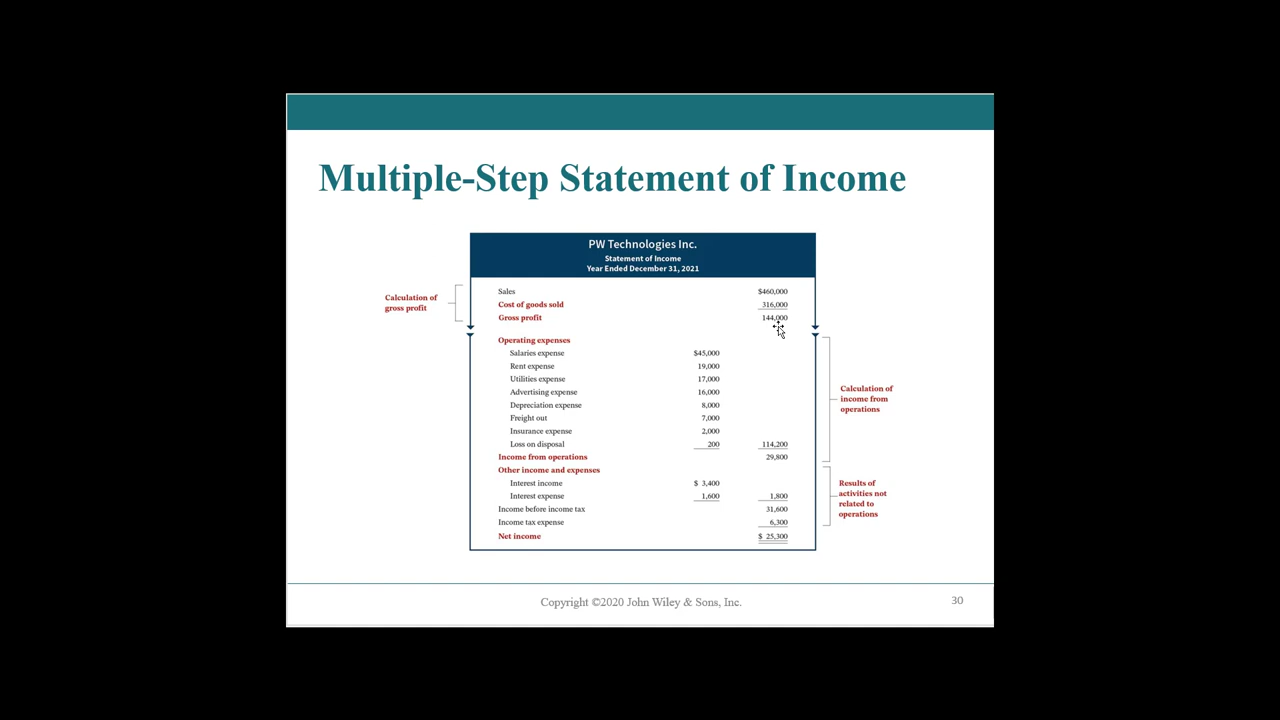 Multiple-Step Statement of Income
PW Technologies Inc.
Statement of Income
Year Ended December 31, 2021
Calculation of
gross profit
Sales $460,000
Cost of goods sold 316,000
Gross profit 144,000
Operating expenses
Salaries expense $45,000
Rent expense 19,000
Utilities expense 17,000
Advertising expense 16,000
Depreciation expense 8,000
Freight out 7,000
Insurance expense 2,000
Loss on disposal 200 114,200
Income from operations 29,800
Calculation of
income from
operations
Other income and expenses
Interest income $ 3,400
Interest expense 1,600 1,800
Income before income tax 31,600
Income tax expense 6,300
Net income $ 25,300
Results of
activities not
related to
operations
Copyright ©2020 John Wiley & Sons, Inc.
30